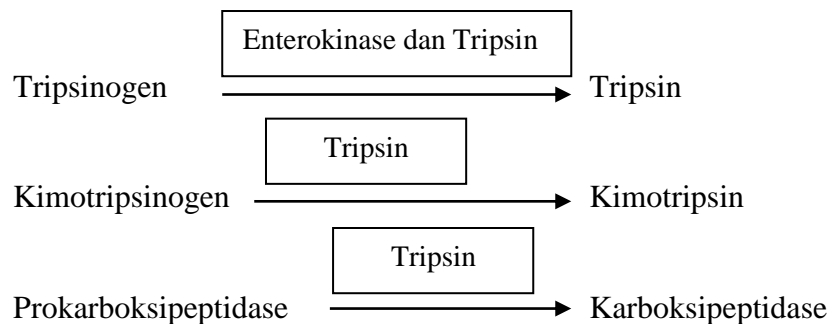 Enterokinase dan Tripsin
Tripsinogen Tripsin
Tripsin
Kimotripsinogen Kimotripsin
Tripsin
Prokarboksipeptidase Karboksipeptidase